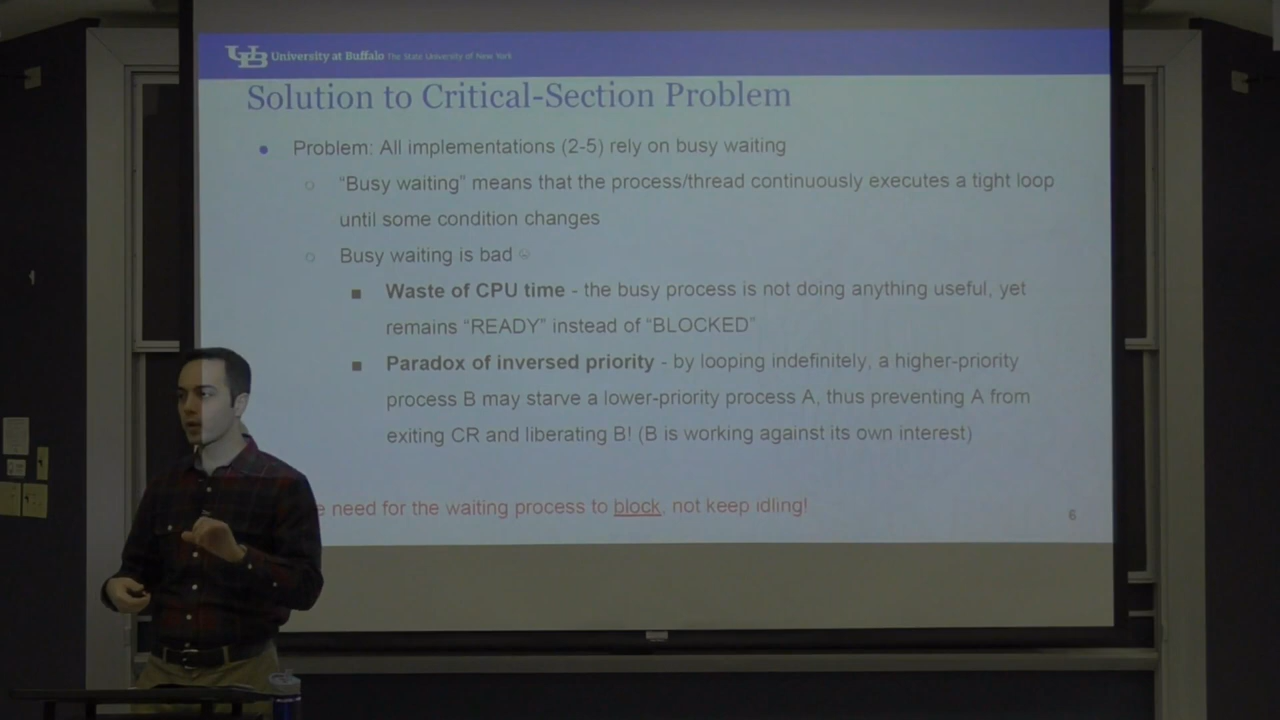 University at Buffalo The State University of New York
Solution to Critical-Section Problem
Problem: All implementations (2-5) rely on busy waiting
“Busy waiting” means that the process/thread continuously executes a tight loop
until some condition changes
Busy waiting is bad
Waste of CPU time - the busy process is not doing anything useful, yet
remains “READY” instead of “BLOCKED”
Paradox of inversed priority - by looping indefinitely, a higher-priority
process B may starve a lower-priority process A, thus preventing A from
exiting CR and liberating B! (B is working against its own interest)
need for the waiting process to block, not keep idling!
6